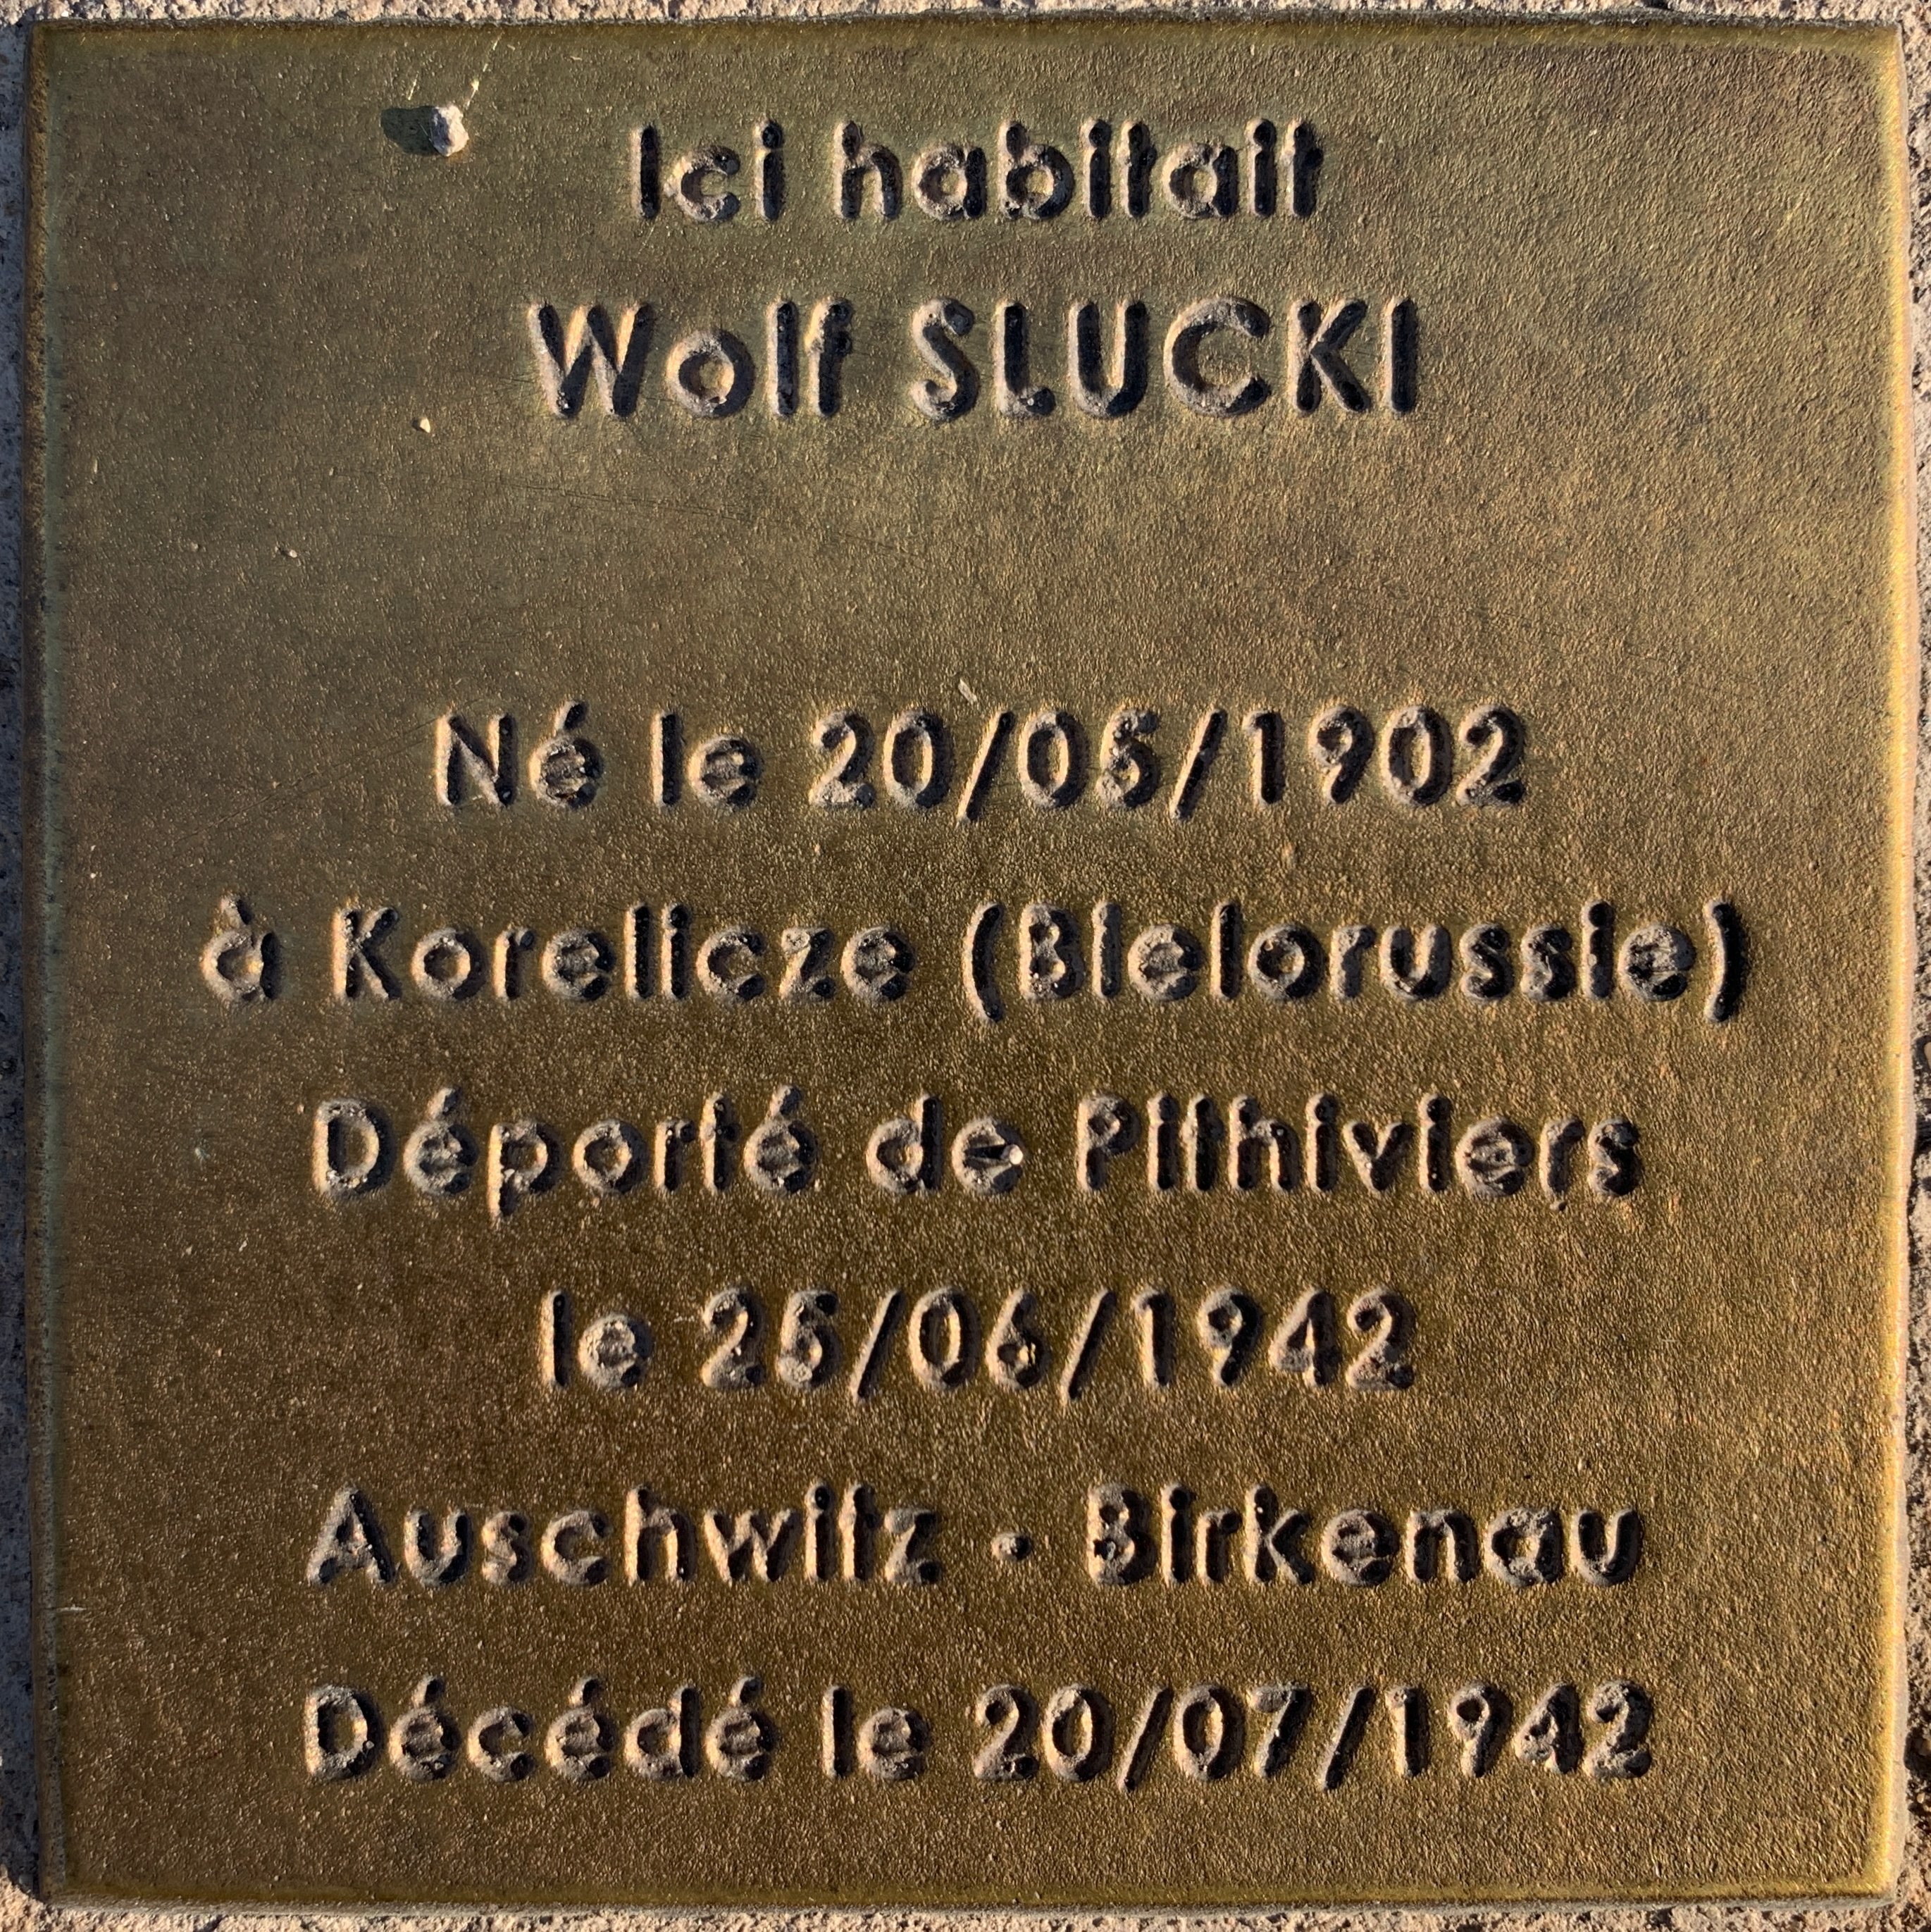 Ici habitait
Wolf SLUCKI
Né le 20/05/1902
à Korelicze (Bielorussie)
Déporté de Pithiviers
le 25/06/1942
Auschwitz - Birkenau
Décédé le 20/07/1942